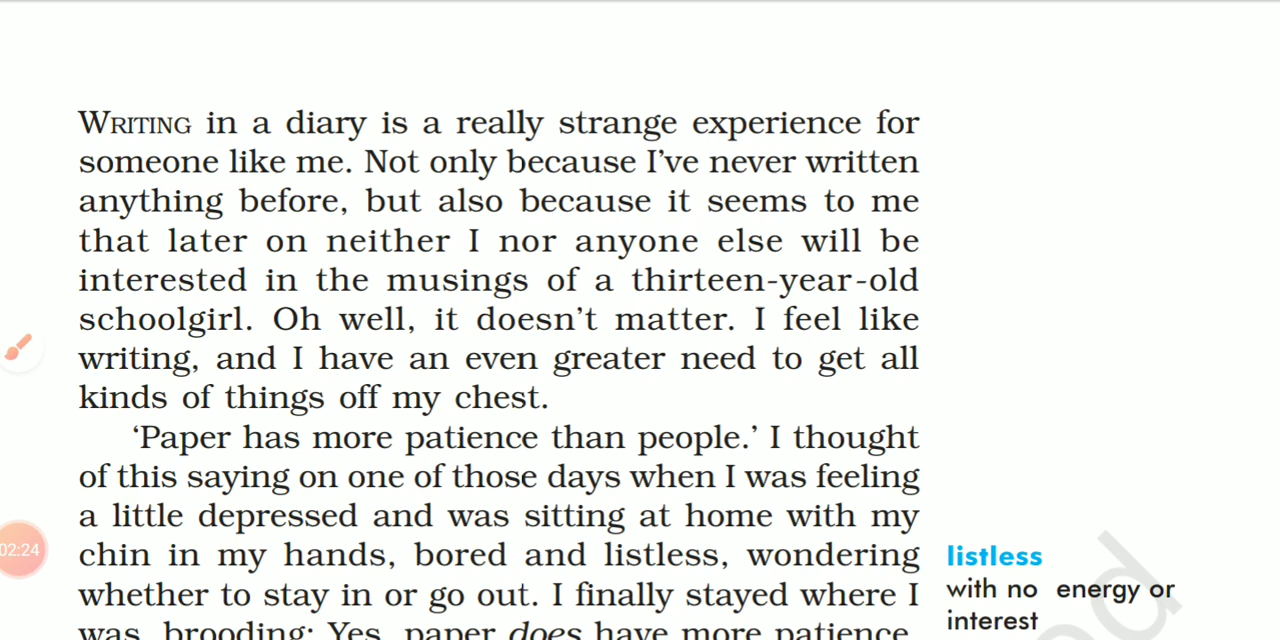 WRITING in a diary is a really strange experience for
someone like me. Not only because I’ve never written
anything before, but also because it seems to me
that later on neither I nor anyone else will be
interested in the musings of a thirteen-year-old
schoolgirl. Oh well, it doesn’t matter. I feel like
writing, and I have an even greater need to get all
kinds of things off my chest.
‘Paper has more patience than people.’ I thought
of this saying on one of those days when I was feeling
a little depressed and was sitting at home with my
chin in my hands, bored and listless, wondering
whether to stay in or go out. I finally stayed where I
was, brooding: Yes, paper does have more patience,
listless
with no energy or
interest
02:24